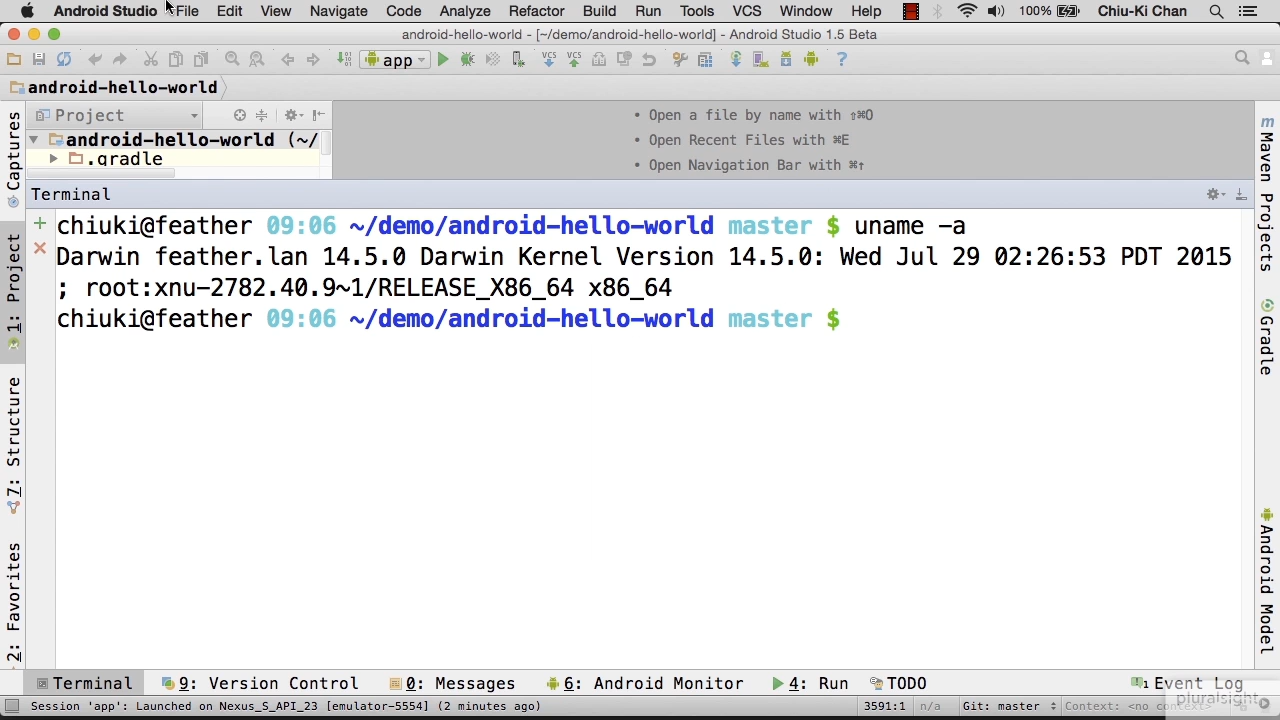 Android Studio File Edit View Navigate Code Analyze Refactor Build Run Tools VCS Window Help 100% Chiu-Ki Chan
android-hello-world - [~/demo/android-hello-world] - Android Studio 1.5 Beta
app
android-hello-world
Project
• Open a file by name with ⇧⌘O
android-hello-world (~/
• Open Recent Files with ⌘E
.gradle
• Open Navigation Bar with ⌘↑
Terminal
chiuki@feather 09:06 ~/demo/android-hello-world master $ uname -a
Darwin feather.lan 14.5.0 Darwin Kernel Version 14.5.0: Wed Jul 29 02:26:53 PDT 2015
; root:xnu-2782.40.9~1/RELEASE_X86_64 x86_64
chiuki@feather 09:06 ~/demo/android-hello-world master $
Captures
1: Project
7: Structure
2: Favorites
Maven Projects
Gradle
Android Model
Terminal 9: Version Control 0: Messages 6: Android Monitor 4: Run TODO 1 Event Log
Session 'app': Launched on Nexus_S_API_23 [emulator-5554] (2 minutes ago) 3591:1 n/a Git: master Context: <no context>
pluralsight